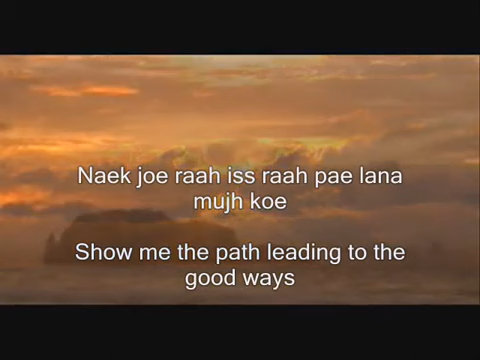 Naek joe raah iss raah pae lana
mujh koe
Show me the path leading to the
good ways